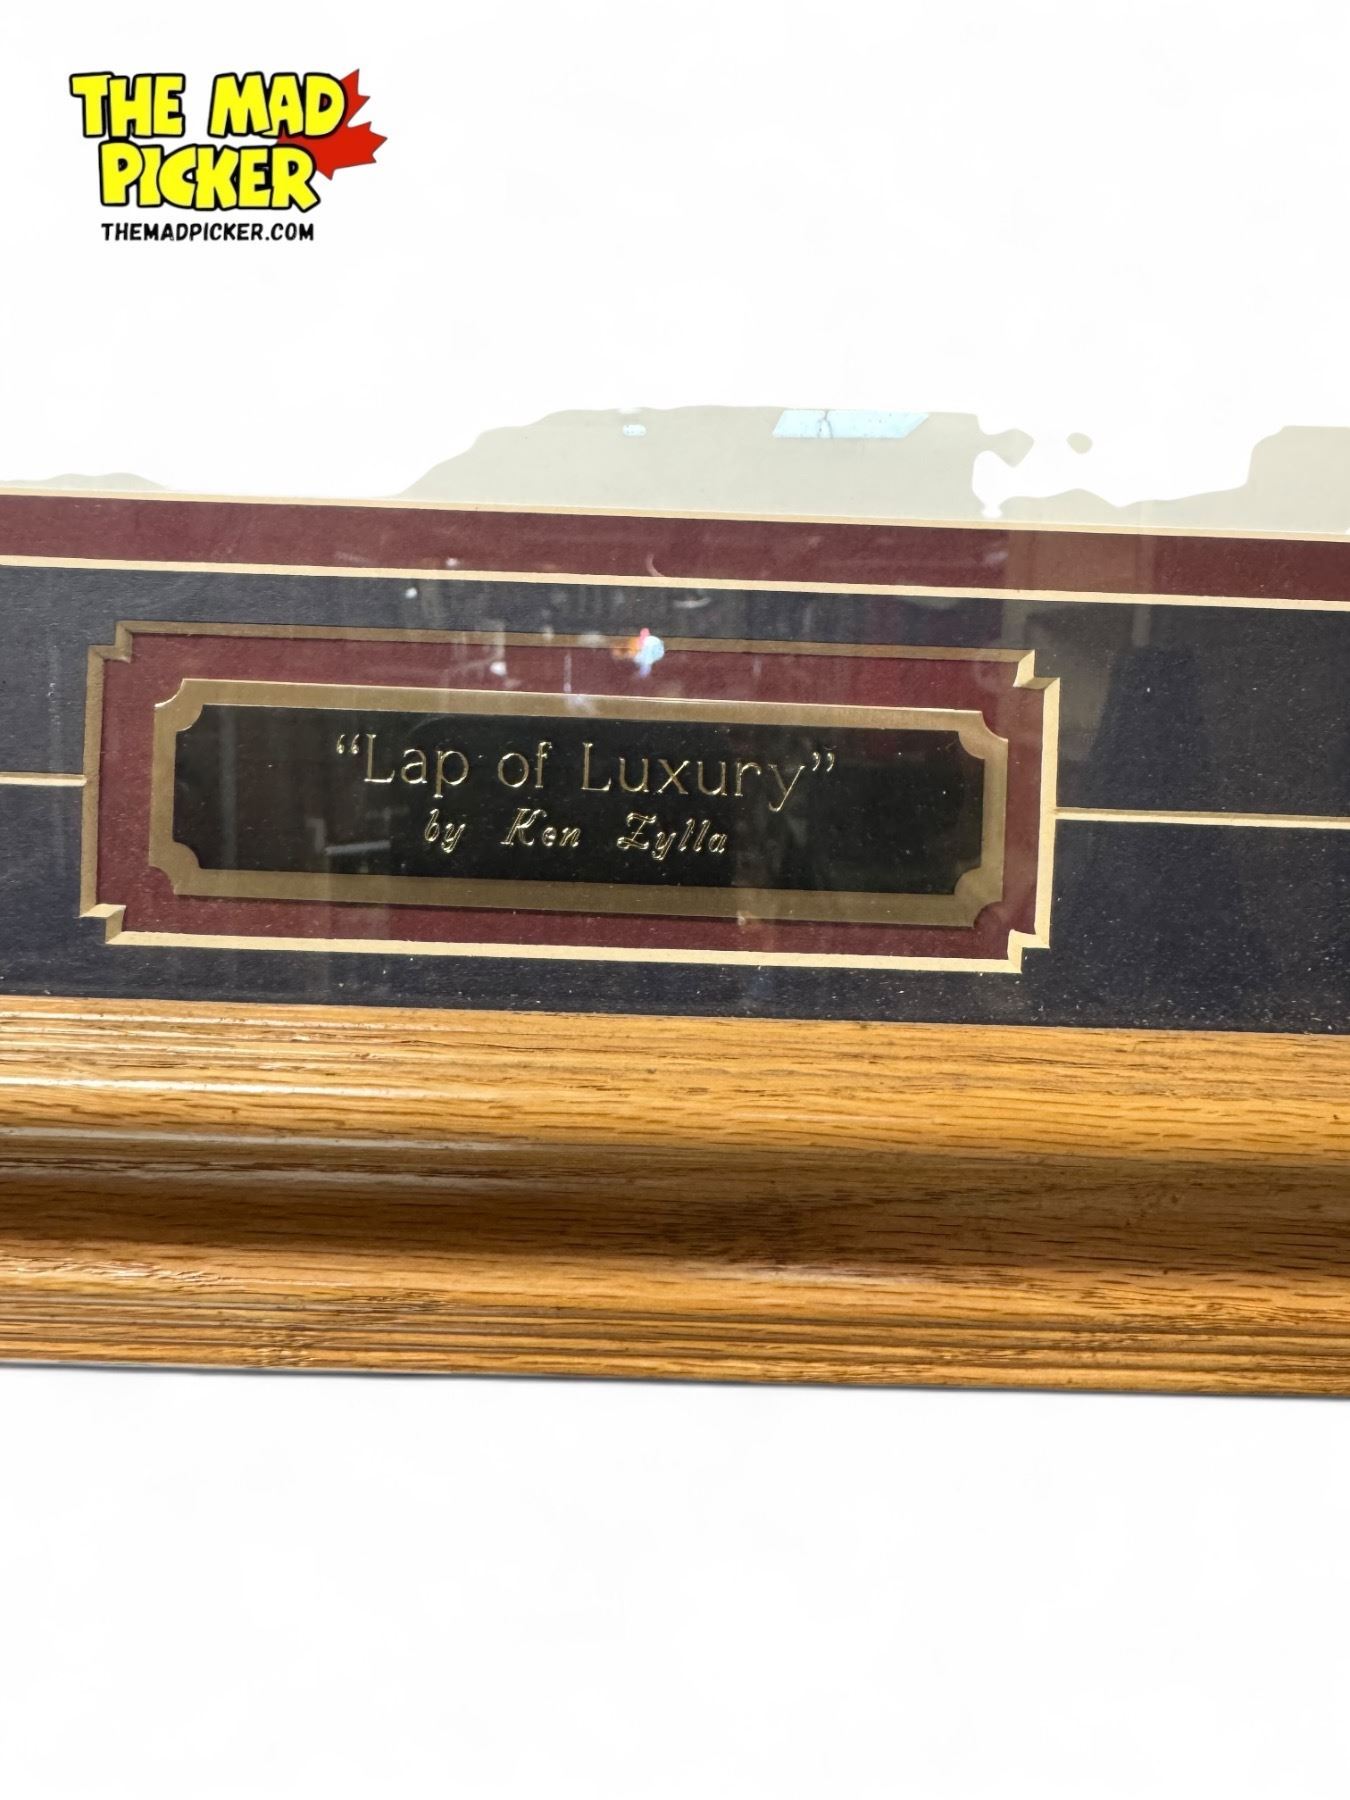 THE MAD
PICKER
THEMADPICKER.COM
“Lap of Luxury”
by Ken Zylla